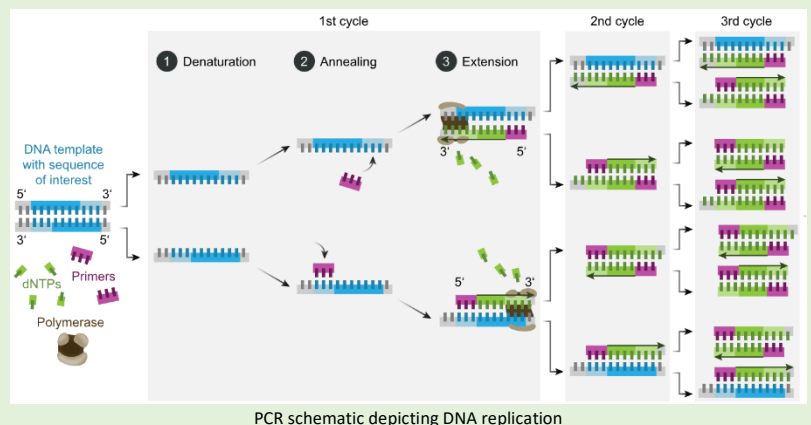 1st cycle
2nd cycle
3rd cycle
1 Denaturation
2 Annealing
3 Extension
DNA template
with sequence
of interest
5' 3'
3' 5'
3' 5'
5' 3'
dNTPs
Primers
Polymerase
PCR schematic depicting DNA replication